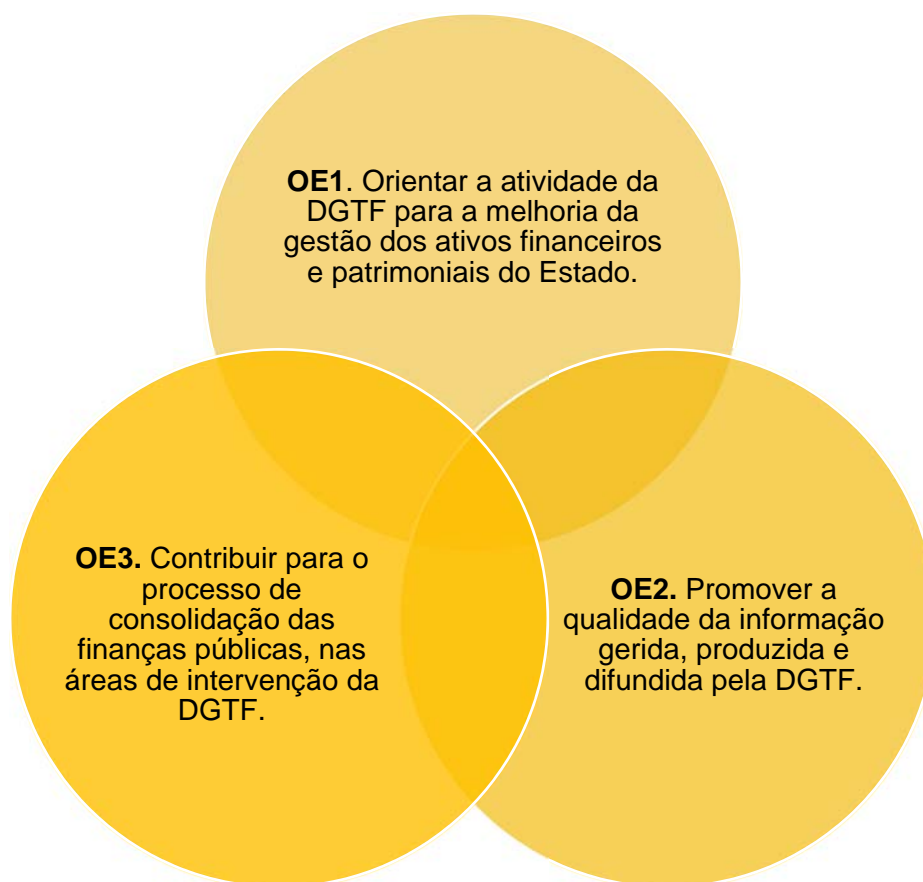 OE1. Orientar a atividade da
DGTF para a melhoria da
gestão dos ativos financeiros
e patrimoniais do Estado.
OE3. Contribuir para o
processo de
consolidação das
finanças públicas, nas
áreas de intervenção da
DGTF.
OE2. Promover a
qualidade da informação
gerida, produzida e
difundida pela DGTF.